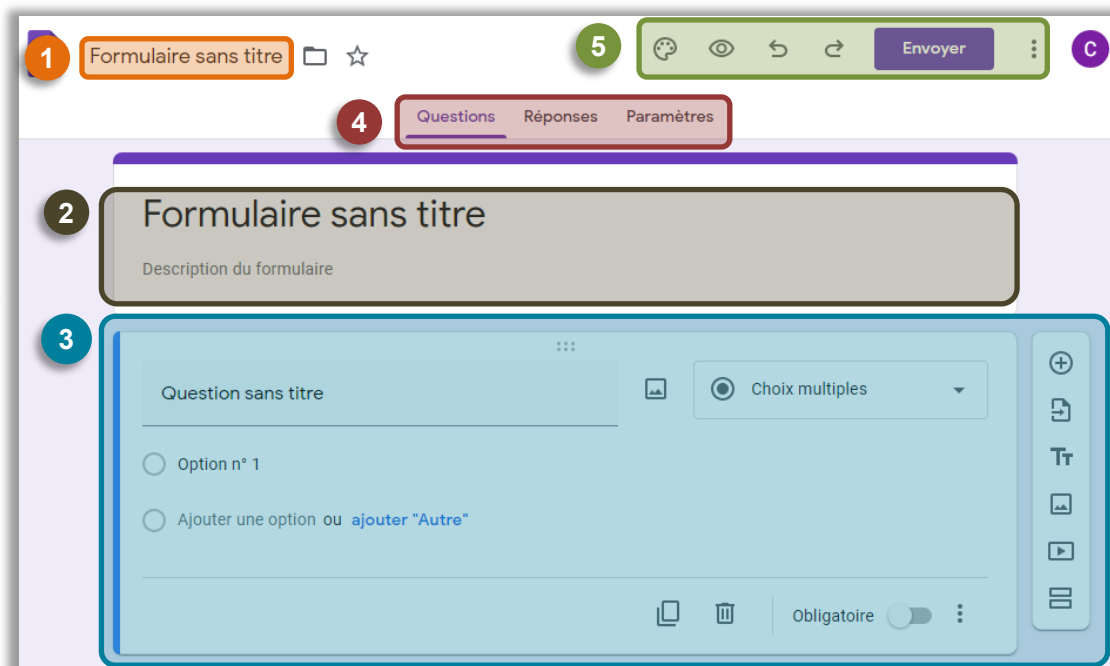 1 Formulaire sans titre
5 Envoyer C
4 Questions Réponses Paramètres
2 Formulaire sans titre
Description du formulaire
3
Question sans titre Choix multiples
Option n° 1
Ajouter une option ou ajouter "Autre"
Obligatoire